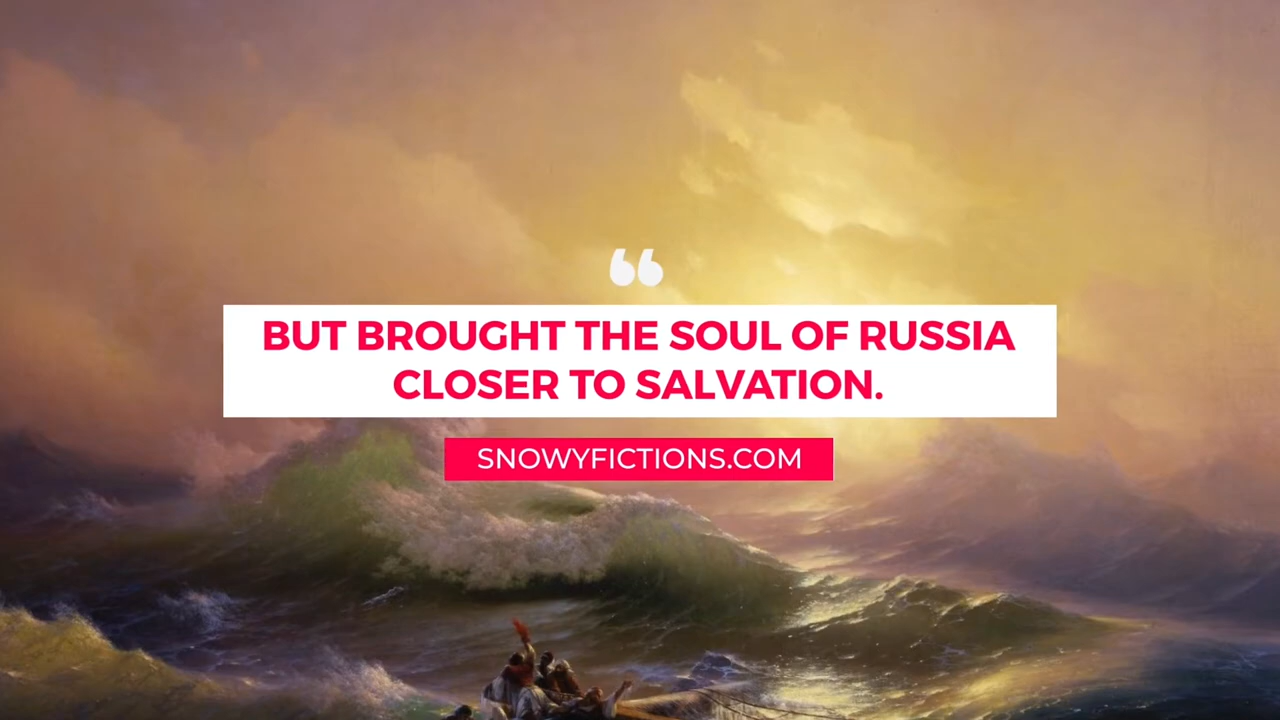 “
BUT BROUGHT THE SOUL OF RUSSIA
CLOSER TO SALVATION.
SNOWYFICTIONS.COM